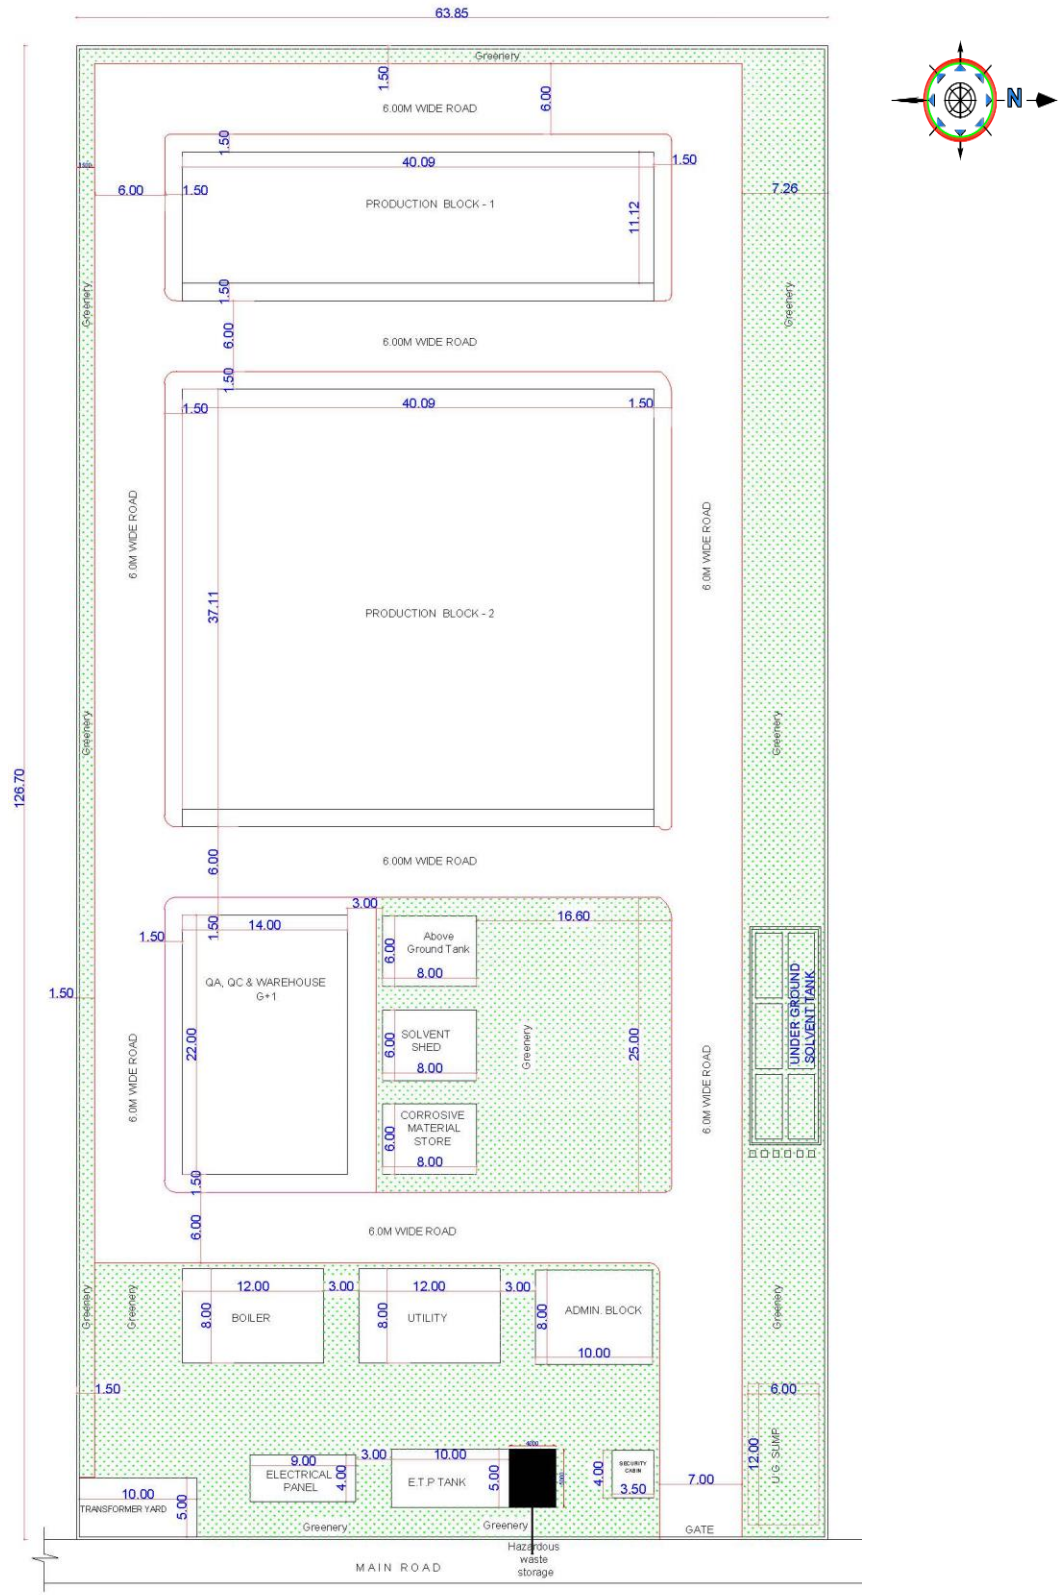 63.85
Greenery
1.50
6.00
6.00M WIDE ROAD
N
1.50
40.09
1.50
6.00
1.50
7.26
PRODUCTION BLOCK - 1
11.12
1.50
Greenery
Greenery
6.00
6.00M WIDE ROAD
1.50
1.50
40.09
1.50
6.0M WIDE ROAD
6.0M WIDE ROAD
37.11
PRODUCTION BLOCK - 2
Greenery
Greenery
126.70
6.00
6.00M WIDE ROAD
3.00
1.50
1.50
14.00
16.60
6.00
Above
Ground Tank
8.00
QA, QC & WAREHOUSE
G+1
1.50
UNDER GROUND
SOLVENT TANK
22.00
6.00
SOLVENT
SHED
8.00
Greenery
25.00
6.0M WIDE ROAD
6.0M WIDE ROAD
6.00
CORROSIVE
MATERIAL
STORE
8.00
1.50
6.00
6.0M WIDE ROAD
Greenery
Greenery
12.00
3.00
12.00
3.00
8.00
BOILER
8.00
UTILITY
8.00
ADMIN. BLOCK
10.00
Greenery
1.50
6.00
12.00
U.G. SUMP
9.00
3.00
10.00
ELECTRICAL
PANEL
4.00
E.T.P TANK
5.00
4.00
SECURITY
CABIN
3.50
7.00
10.00
TRANSFORMER YARD
5.00
Greenery
Greenery
GATE
Hazardous
waste
storage
MAIN ROAD